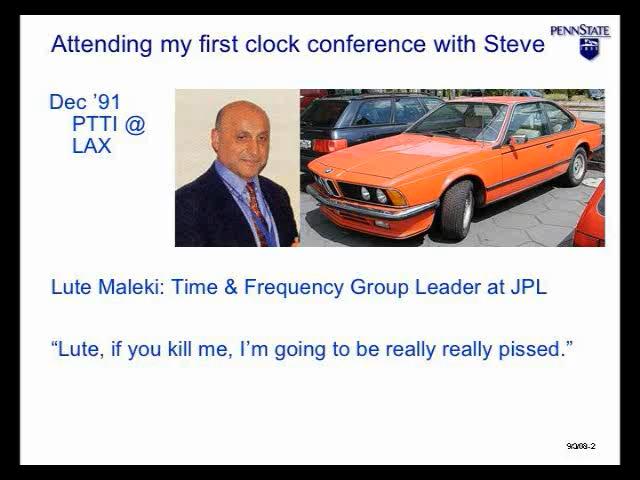 Attending my first clock conference with Steve
PENNSTATE
Dec ’91
PTTI @
LAX
Lute Maleki: Time & Frequency Group Leader at JPL
“Lute, if you kill me, I’m going to be really really pissed.”